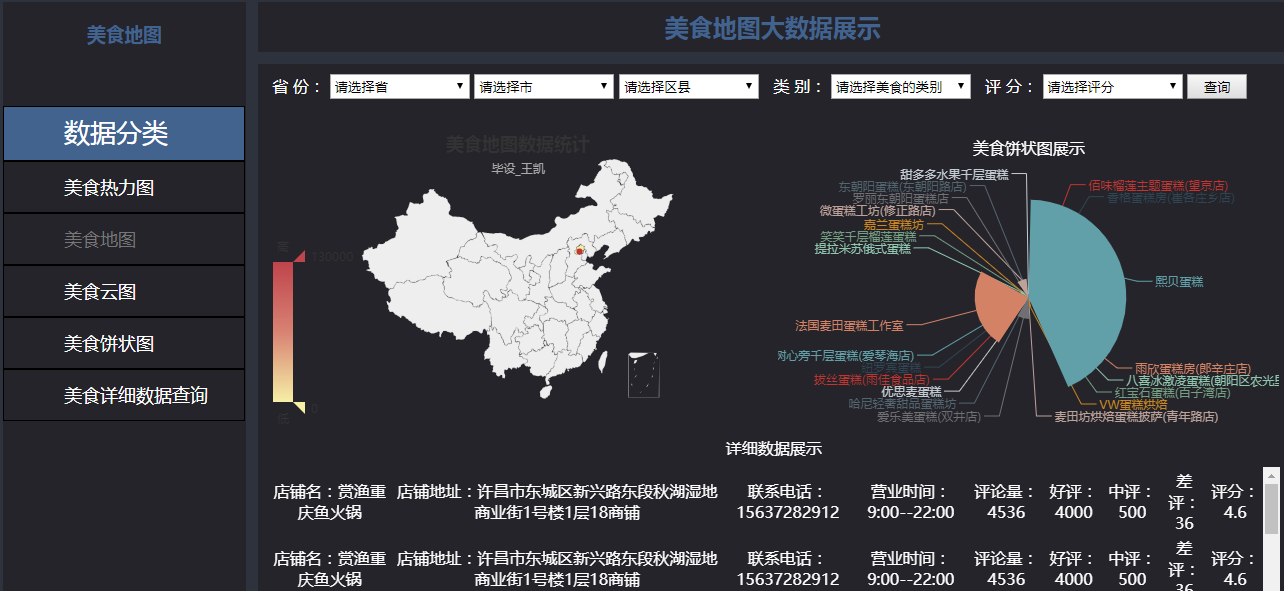 美食地图
美食地图大数据展示
数据分类
美食热力图
美食地图
美食云图
美食饼状图
美食详细数据查询
省 份： 请选择省 请选择市 请选择区县 类 别： 请选择美食的类别 评 分： 请选择评分 查询
美食地图数据统计
毕设_王凯
高
130000
0
低
美食饼状图展示
甜多多水果千层蛋糕
东朝阳蛋糕(东朝阳路店)
罗丽东朝阳蛋糕店
微蛋糕工坊(修正路店)
嘉兰蛋糕坊
笑笑千层榴莲蛋糕
提拉米苏俄式蛋糕
法国麦田蛋糕工作室
对心旁千层蛋糕(爱琴海店)
拔丝蛋糕(雨佳食品店)
优思麦蛋糕
哈尼轻奢甜品蛋糕坊
爱乐美蛋糕(双井店)
佰味榴莲主题蛋糕(望京店)
香格蛋糕房(崔各庄乡店)
熙贝蛋糕
雨欣蛋糕房(郎辛庄店)
八喜冰激凌蛋糕(朝阳区农光
红宝石蛋糕(百子湾店)
VW蛋糕烘焙
麦田坊烘焙蛋糕披萨(青年路店)
详细数据展示
店铺名：赏渔重 店铺地址：许昌市东城区新兴路东段秋湖湿地 联系电话： 营业时间： 评论量： 好评： 中评： 差评： 评分：
庆鱼火锅 商业街1号楼1层18商铺 15637282912 9:00--22:00 4536 4000 500 36 4.6
店铺名：赏渔重 店铺地址：许昌市东城区新兴路东段秋湖湿地 联系电话： 营业时间： 评论量： 好评： 中评： 差评： 评分：
庆鱼火锅 商业街1号楼1层18商铺 15637282912 9:00--22:00 4536 4000 500 36 4.6